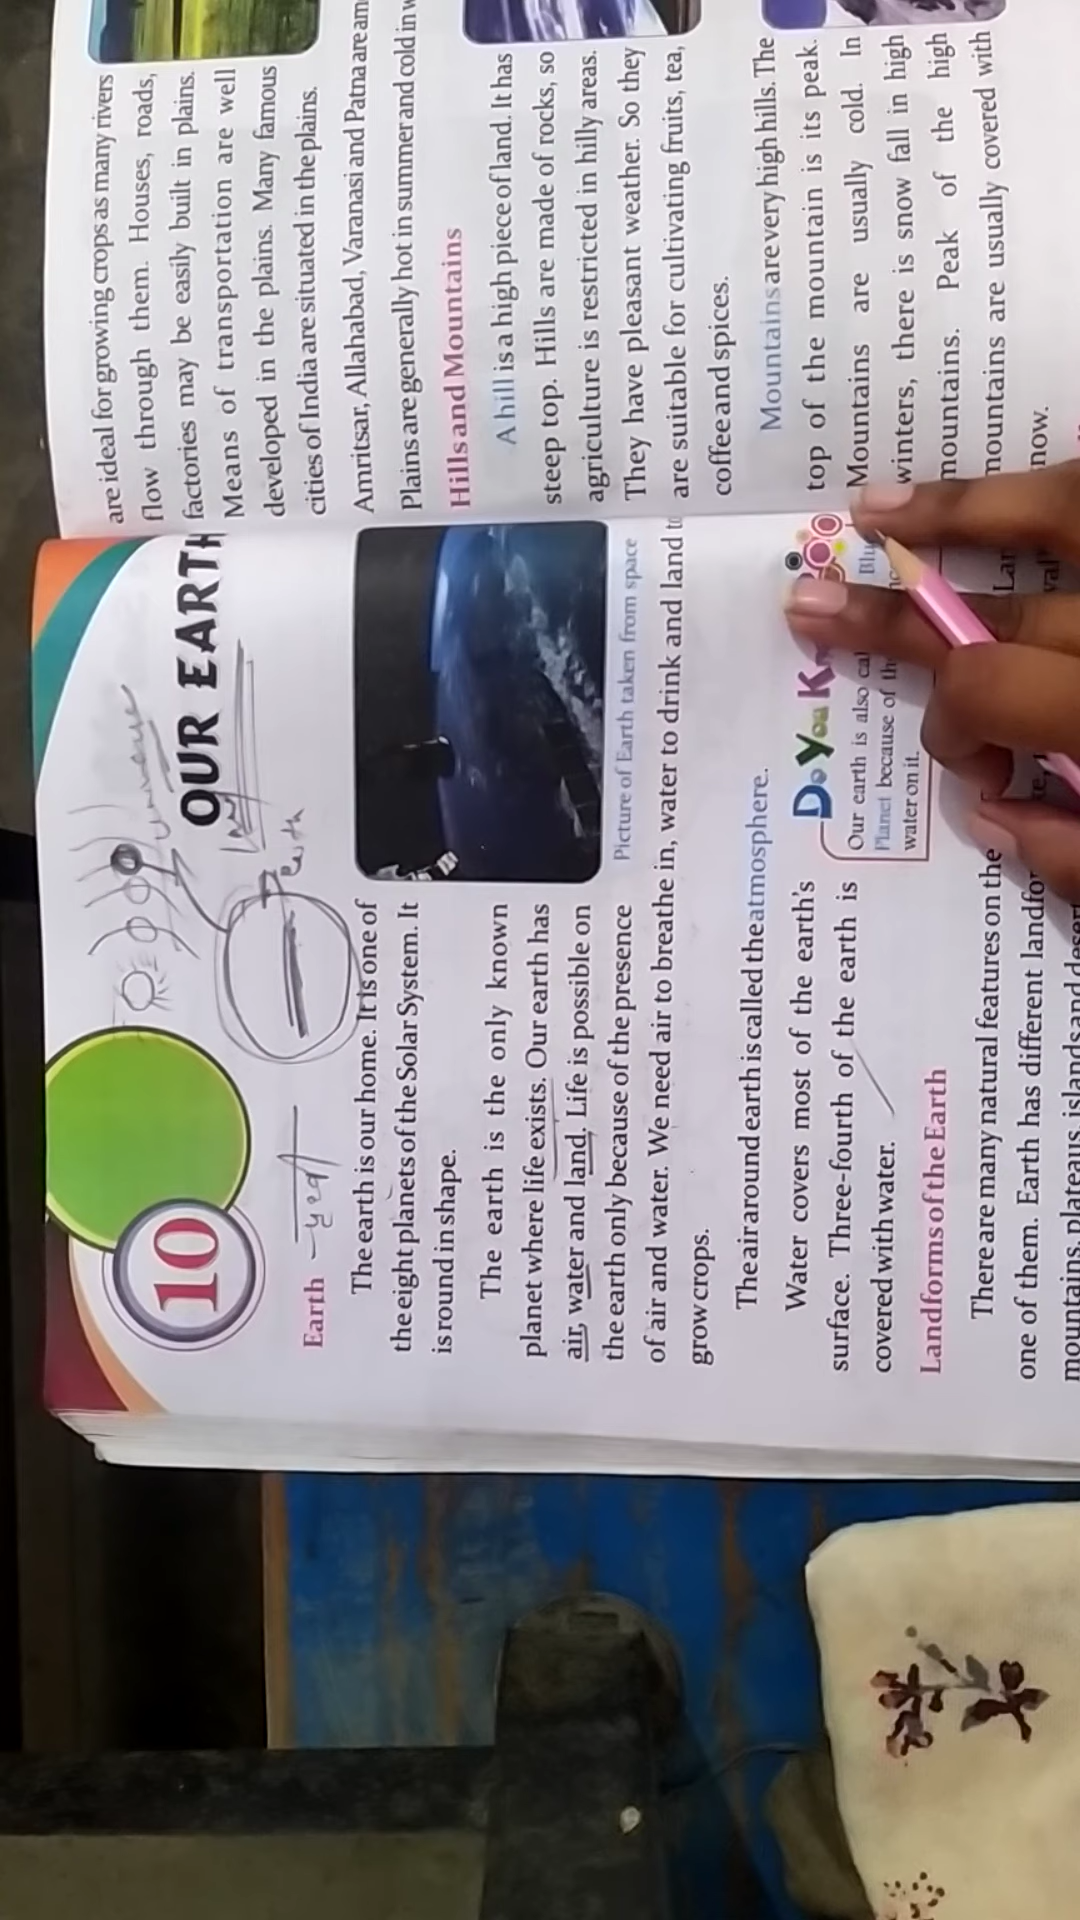 10
OUR EARTH
Earth
The earth is our home. It is one of
the eight planets of the Solar System. It
is round in shape.
The earth is the only known
planet where life exists. Our earth has
air, water and land. Life is possible on
the earth only because of the presence
of air and water. We need air to breathe in, water to drink and land to
grow crops.
Picture of Earth taken from space
The air around earth is called the atmosphere.
Water covers most of the earth's
surface. Three-fourth of the earth is
covered with water.
Do You
Our earth is also
Planet because of
water on it.
Landforms of the Earth
There are many natural features on the
one of them. Earth has different
mountains, plateaus, islands and
are ideal for growing crops as many rivers
flow through them. Houses, roads,
factories may be easily built in plains.
Means of transportation are well
developed in the plains. Many famous
cities of India are situated in the plains.
Amritsar, Allahabad, Varanasi and Patna are
Plains are generally hot in summer and cold in
Hills and Mountains
A hill is a high piece of land. It has
steep top. Hills are made of rocks, so
agriculture is restricted in hilly areas.
They have pleasant weather. So they
are suitable for cultivating fruits, tea,
coffee and spices.
Mountains are very high hills. The
top of the mountain is its peak.
Mountains are usually cold. In
winters, there is snow fall in high
mountains. Peak of the high
mountains are usually covered with